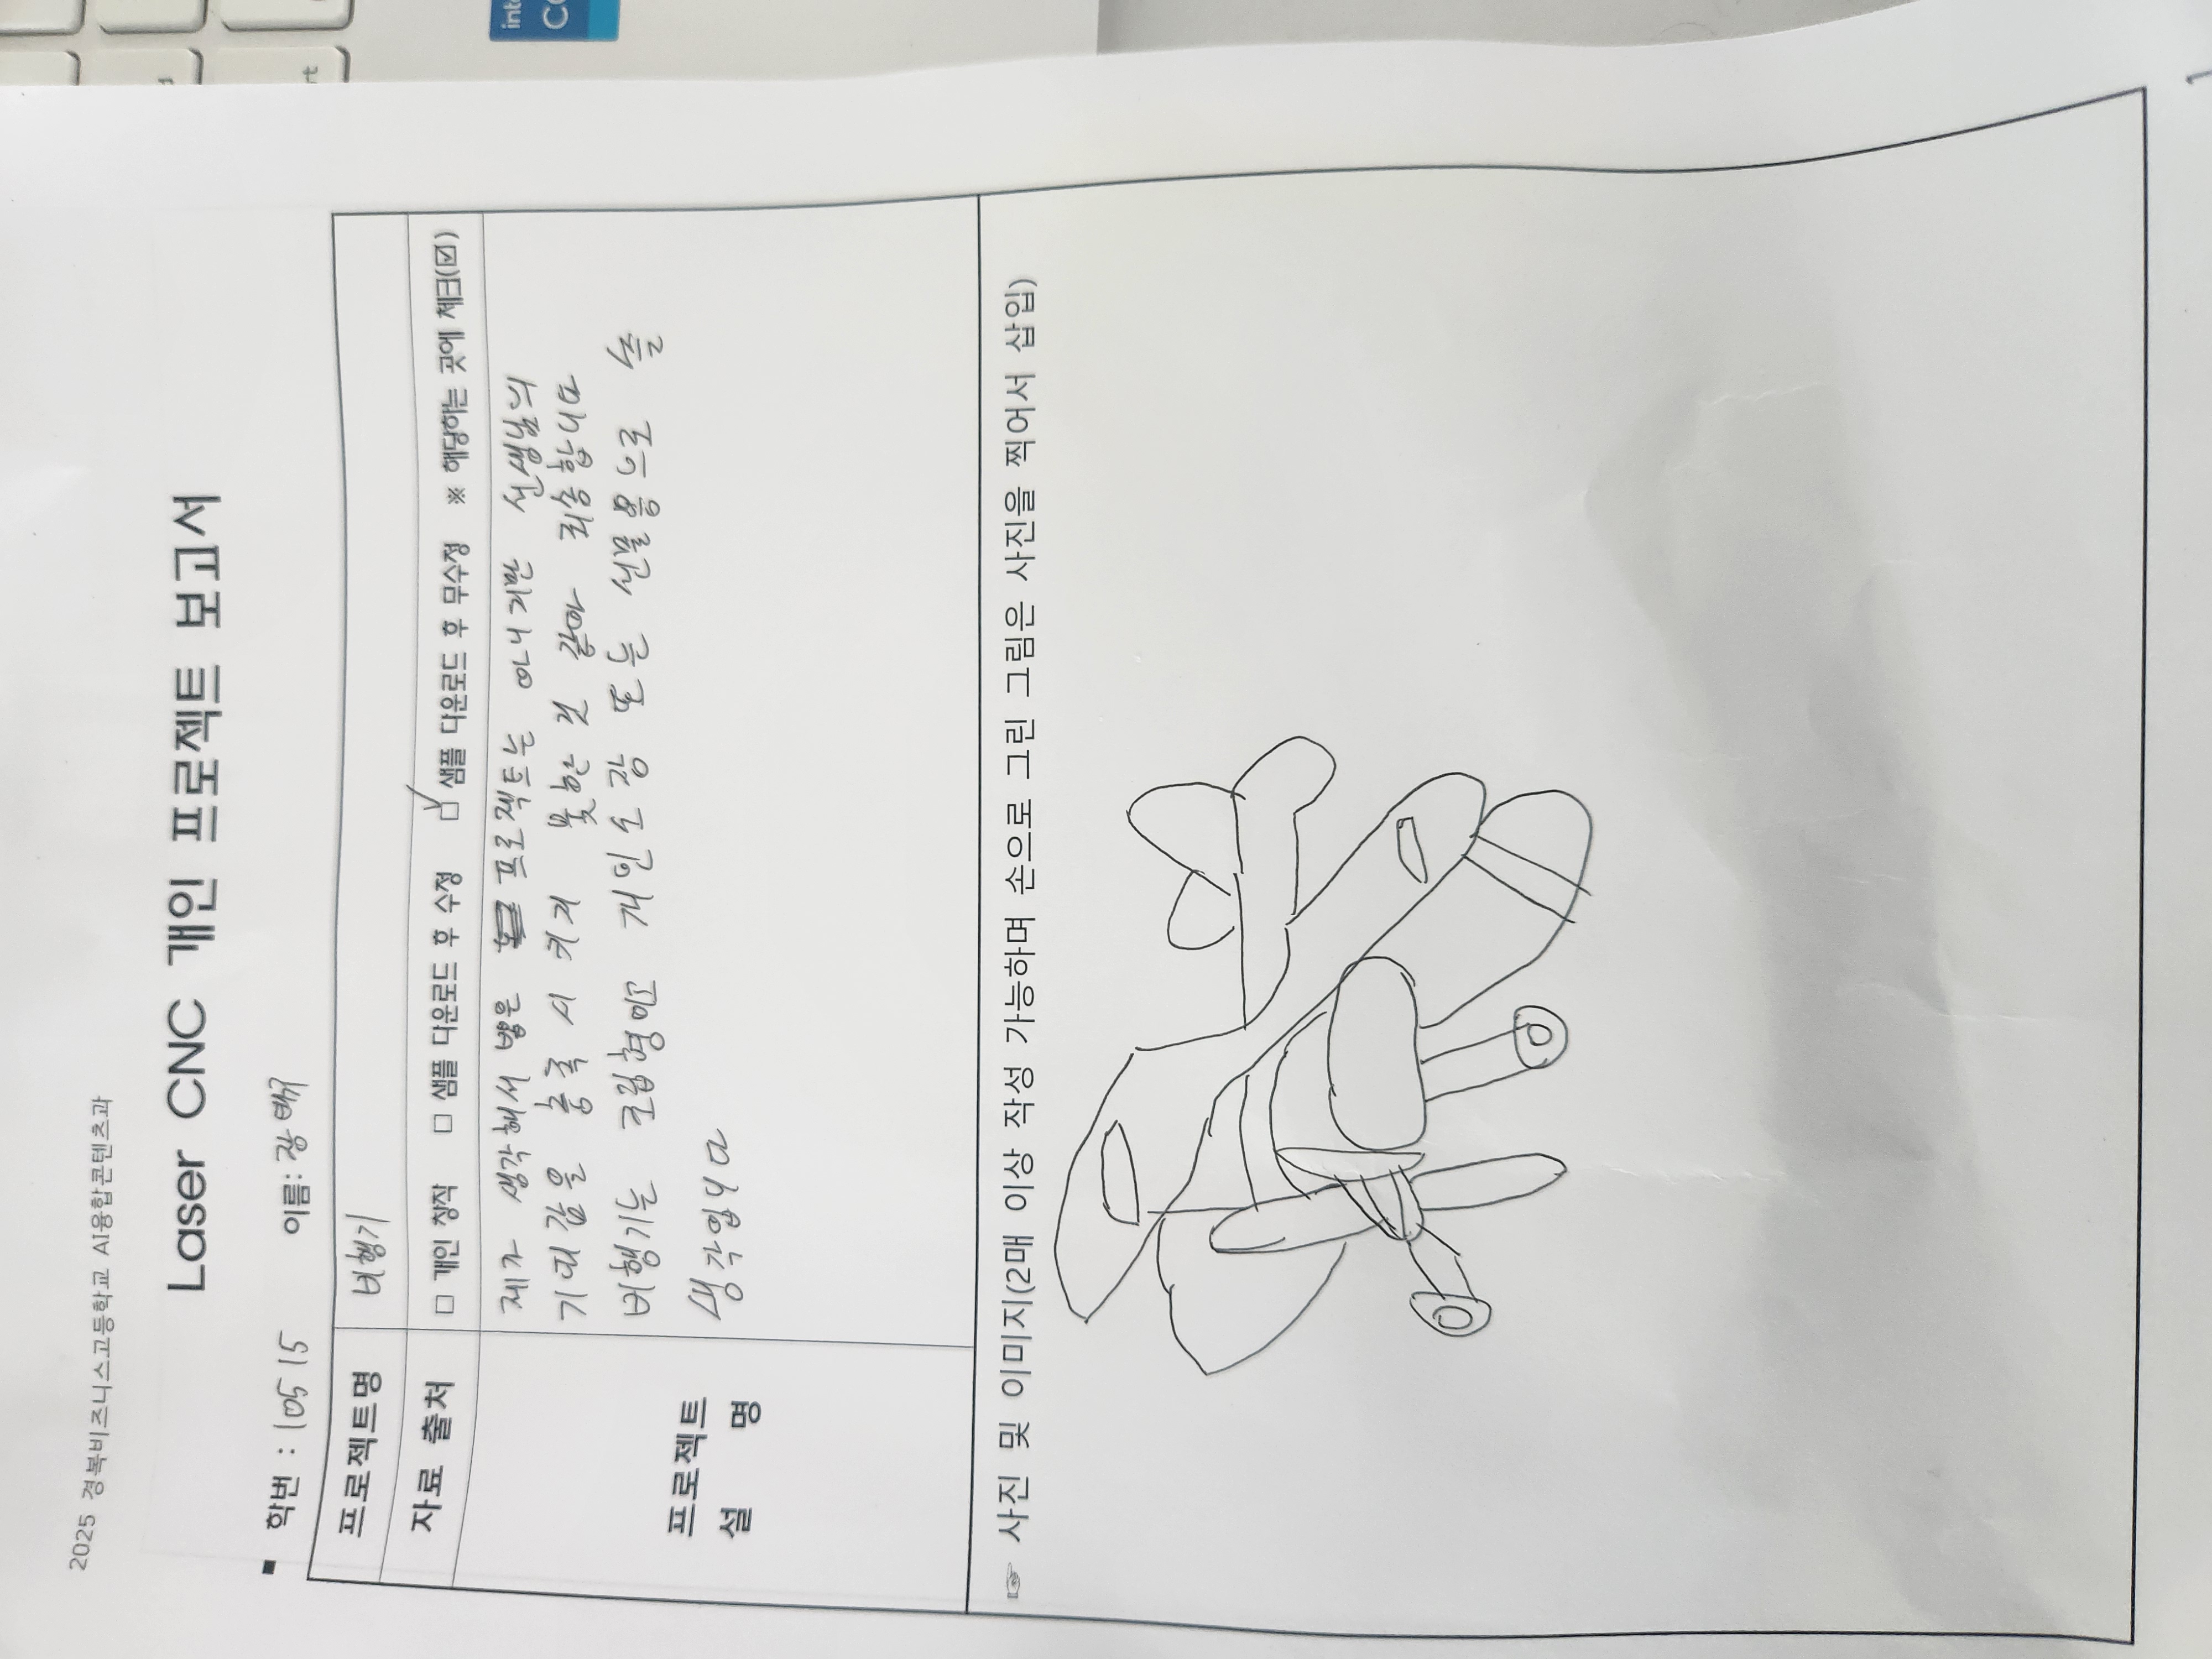 2025 경복비즈니스고등학교 AI융합콘텐츠과
Laser CNC 개인 프로젝트 보고서
▪ 학번 : 10515 이름: 장
프로젝트명 비행기
자료 출처 □ 개인 창작 □ 샘플 다운로드 후 수정 ☑ 샘플 다운로드 후 무수정 ※ 해당하는 곳에 체크(☑)
프로젝트
설 명
제가 생각해서 뽑은 프로젝트는 아니지만 선생님의
기대감을 충족 시키지 못한 것 같아 죄송합니다
비행기는 조립형이고 개인소장 또는 선물용으로 쓸
생각입니다
☞ 사진 및 이미지(2매 이상 작성 가능하며 손으로 그린 그림은 사진을 찍어서 삽입)
1